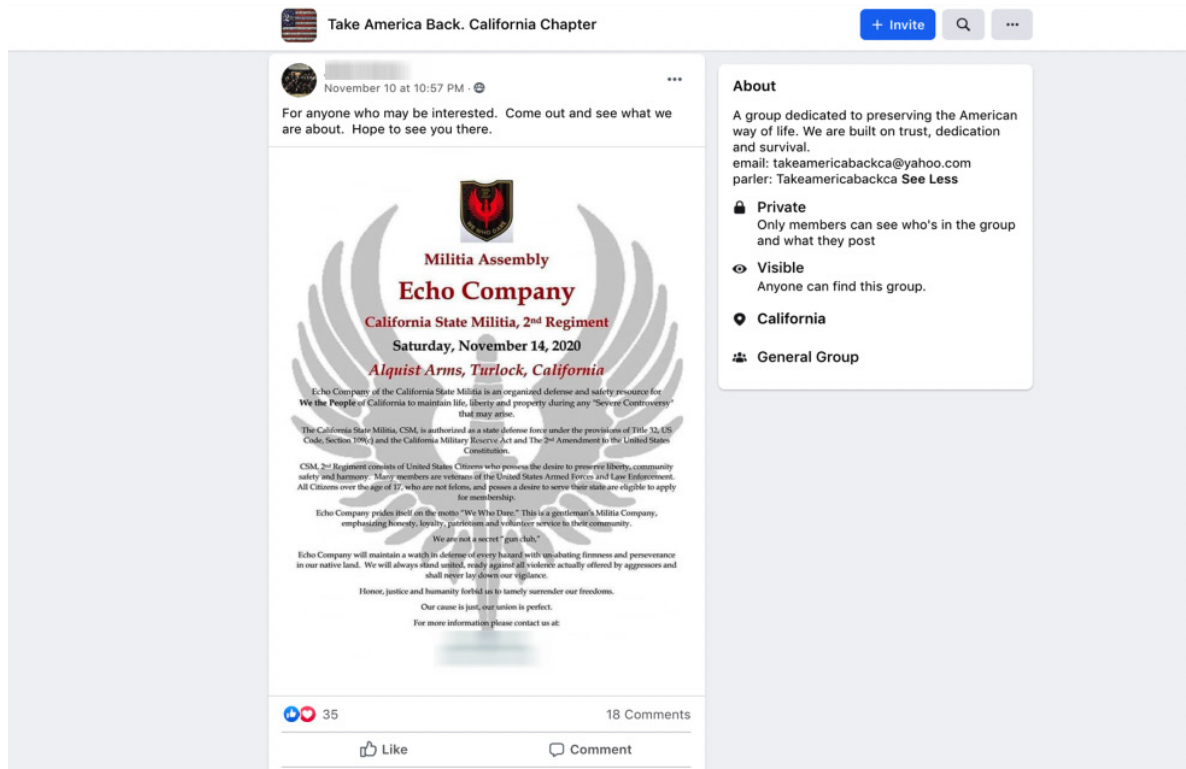 Take America Back. California Chapter
+ Invite
November 10 at 10:57 PM ·
For anyone who may be interested.  Come out and see what we
are about.  Hope to see you there.
WE WHO DARE
Militia Assembly
Echo Company
California State Militia, 2nd Regiment
Saturday, November 14, 2020
Alquist Arms, Turlock, California
Echo Company of the California State Militia is an organized defense and safety resource for
We the People of California to maintain life, liberty and property during any "Severe Controversy"
that may arise.
The California State Militia, CSM, is authorized as a state defense force under the provisions of Title 32, US
Code, Section 109(c) and the California Military Reserve Act and The 2nd Amendment to the United States
Constitution.
CSM, 2nd Regiment consists of United States Citizens who possess the desire to preserve liberty, community
safety and harmony.  Many members are veterans of the United States Armed Forces and Law Enforcement.
All Citizens over the age of 17, who are not felons, and posses a desire to serve their state are eligible to apply
for membership.
Echo Company prides itself on the motto "We Who Dare." This is a gentleman's Militia Company,
emphasizing honesty, loyalty, patriotism and volunteer service to their community.
We are not a secret "gun club,"
Echo Company will maintain a watch in defense of every hazard with un-abating firmness and perseverance
in our native land.  We will always stand united, ready against all violence actually offered by aggressors and
shall never lay down our vigilance.
Honor, justice and humanity forbid us to tamely surrender our freedoms.
Our cause is just, our union is perfect.
For more information please contact us at:
35
18 Comments
Like
Comment
About
A group dedicated to preserving the American
way of life. We are built on trust, dedication
and survival.
email: takeamericabackca@yahoo.com
parler: Takeamericabackca See Less
Private
Only members can see who's in the group
and what they post
Visible
Anyone can find this group.
California
General Group